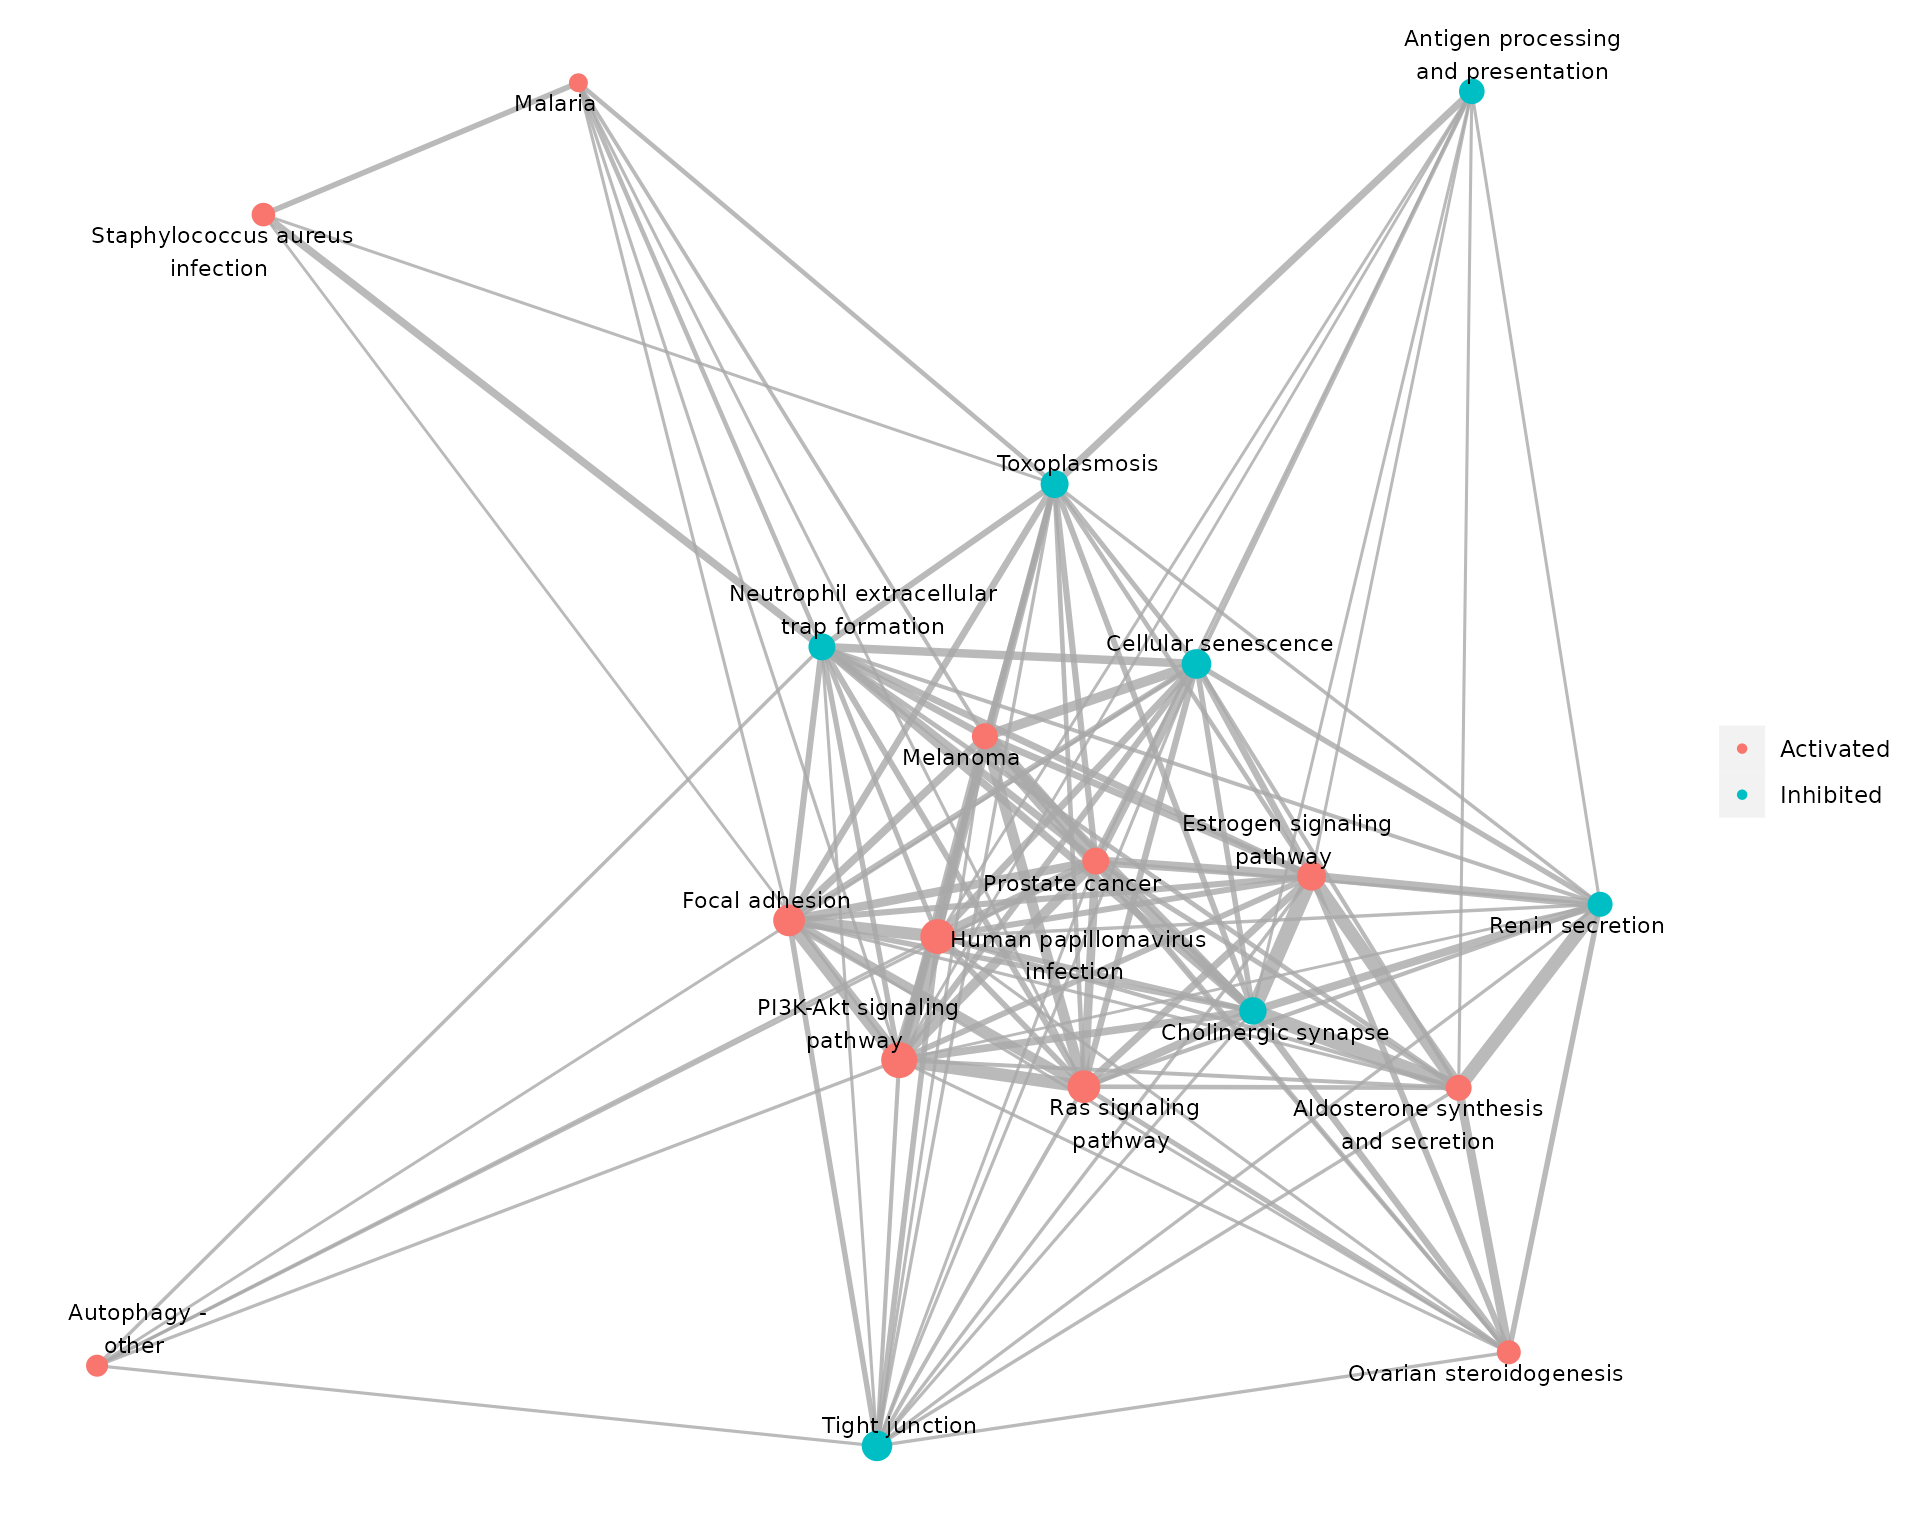 Antigen processing
and presentation
Malaria
Staphylococcus aureus
infection
Toxoplasmosis
Neutrophil extracellular
trap formation
Cellular senescence
Melanoma
Activated
Inhibited
Estrogen signaling
pathway
Prostate cancer
Focal adhesion
Renin secretion
Human papillomavirus
infection
PI3K-Akt signaling
pathway
Cholinergic synapse
Ras signaling
pathway
Aldosterone synthesis
and secretion
Autophagy -
other
Ovarian steroidogenesis
Tight junction